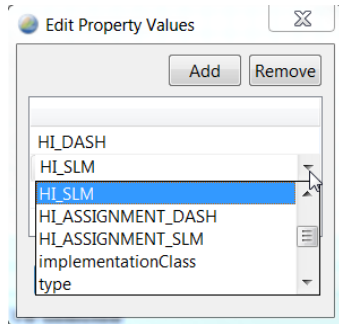 Edit Property Values
Add Remove
HI_DASH
HI_SLM
HI_SLM
HI_ASSIGNMENT_DASH
HI_ASSIGNMENT_SLM
implementationClass
type